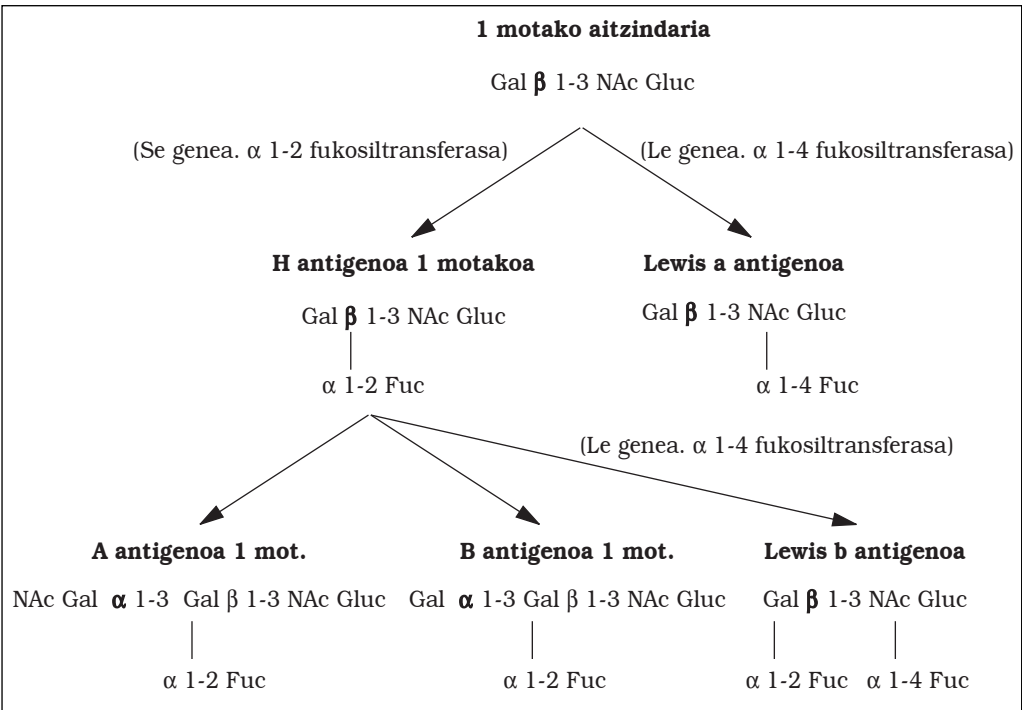 1 motako aitzindaria
Gal β 1-3 NAc Gluc
(Se genea. α 1-2 fukosiltransferasa) (Le genea. α 1-4 fukosiltransferasa)
H antigenoa 1 motakoa Lewis a antigenoa
Gal β 1-3 NAc Gluc Gal β 1-3 NAc Gluc
α 1-2 Fuc α 1-4 Fuc
(Le genea. α 1-4 fukosiltransferasa)
A antigenoa 1 mot. B antigenoa 1 mot. Lewis b antigenoa
NAc Gal α 1-3 Gal β 1-3 NAc Gluc Gal α 1-3 Gal β 1-3 NAc Gluc Gal β 1-3 NAc Gluc
α 1-2 Fuc α 1-2 Fuc α 1-2 Fuc α 1-4 Fuc